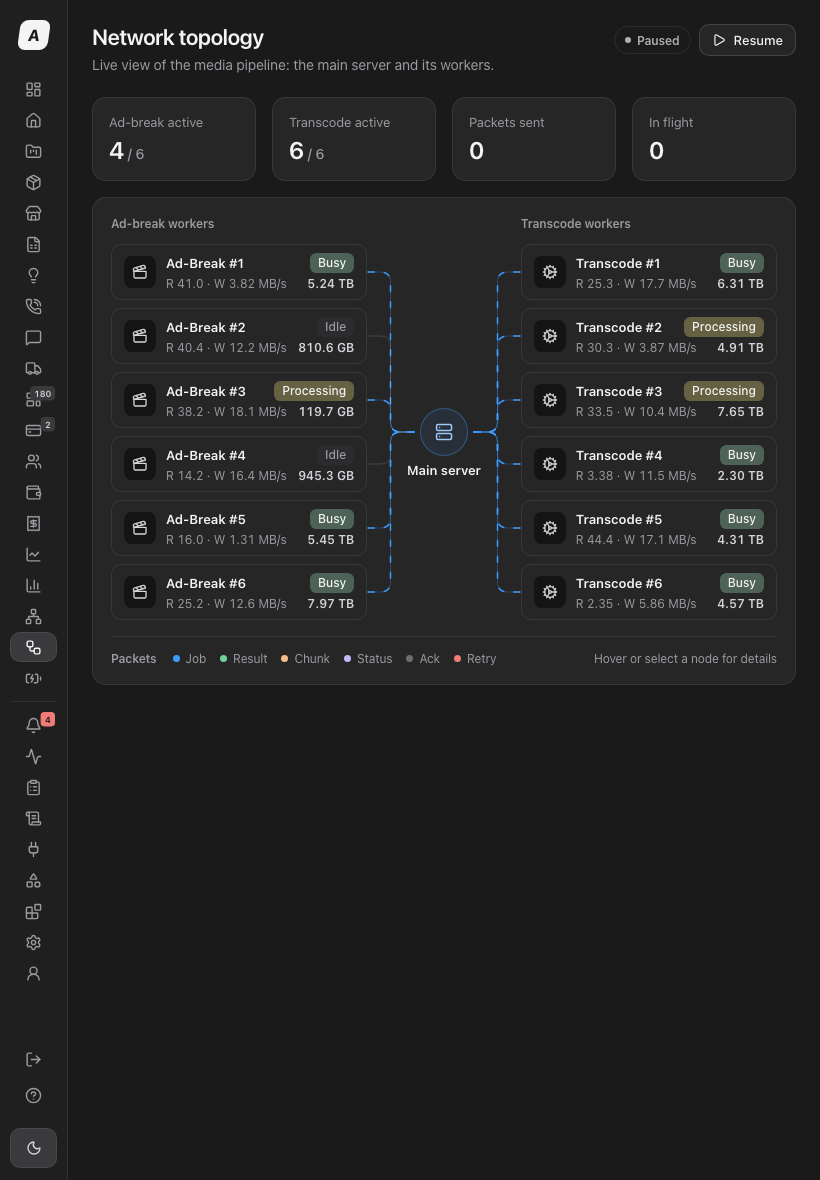 A
Network topology
Live view of the media pipeline: the main server and its workers.
Paused
Resume
Ad-break active
4 / 6
Transcode active
6 / 6
Packets sent
0
In flight
0
180
2
4
Ad-break workers
Ad-Break #1
Busy
R 41.0 · W 3.82 MB/s
5.24 TB
Ad-Break #2
Idle
R 40.4 · W 12.2 MB/s
810.6 GB
Ad-Break #3
Processing
R 38.2 · W 18.1 MB/s
119.7 GB
Ad-Break #4
Idle
R 14.2 · W 16.4 MB/s
945.3 GB
Ad-Break #5
Busy
R 16.0 · W 1.31 MB/s
5.45 TB
Ad-Break #6
Busy
R 25.2 · W 12.6 MB/s
7.97 TB
Main server
Transcode workers
Transcode #1
Busy
R 25.3 · W 17.7 MB/s
6.31 TB
Transcode #2
Processing
R 30.3 · W 3.87 MB/s
4.91 TB
Transcode #3
Processing
R 33.5 · W 10.4 MB/s
7.65 TB
Transcode #4
Busy
R 3.38 · W 11.5 MB/s
2.30 TB
Transcode #5
Busy
R 44.4 · W 17.1 MB/s
4.31 TB
Transcode #6
Busy
R 2.35 · W 5.86 MB/s
4.57 TB
Packets
Job
Result
Chunk
Status
Ack
Retry
Hover or select a node for details